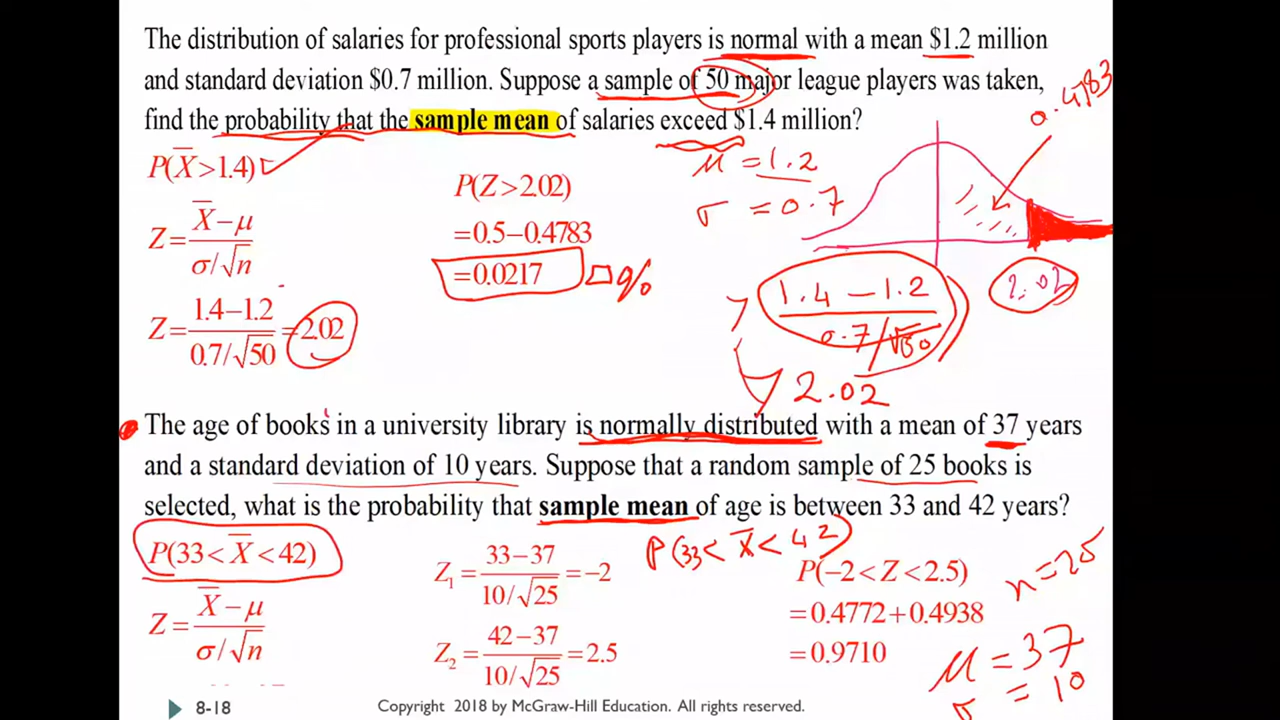 The distribution of salaries for professional sports players is normal with a mean $1.2 million
and standard deviation $0.7 million. Suppose a sample of 50 major league players was taken,
find the probability that the sample mean of salaries exceed $1.4 million?
0.4783
P(X̅>1.4)
Z = (X̅−μ)/(σ/√n)
Z = (1.4−1.2)/(0.7/√50) = 2.02
P(Z>2.02)
=0.5−0.4783
=0.0217 □%
μ = 1.2
σ = 0.7
2.02
(1.4 − 1.2)/(0.7/√50)
2.02
The age of books in a university library is normally distributed with a mean of 37 years
and a standard deviation of 10 years. Suppose that a random sample of 25 books is
selected, what is the probability that sample mean of age is between 33 and 42 years?
P(33< X̅ <42)
Z = (X̅−μ)/(σ/√n)
Z₁ = (33−37)/(10/√25) = −2
Z₂ = (42−37)/(10/√25) = 2.5
P(33< X̅ < 42)
P(−2<Z<2.5)
=0.4772+0.4938
=0.9710
n=25
μ = 37
σ = 10
8-18
Copyright 2018 by McGraw-Hill Education. All rights reserved.